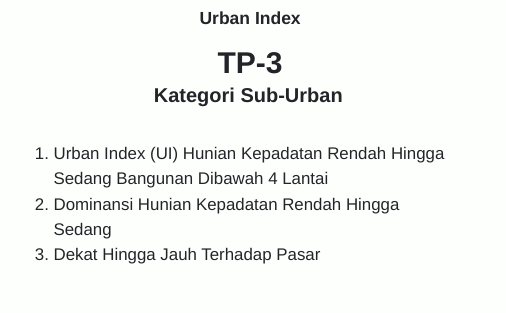 Urban Index
TP-3
Kategori Sub-Urban
1. Urban Index (UI) Hunian Kepadatan Rendah Hingga
Sedang Bangunan Dibawah 4 Lantai
2. Dominansi Hunian Kepadatan Rendah Hingga
Sedang
3. Dekat Hingga Jauh Terhadap Pasar